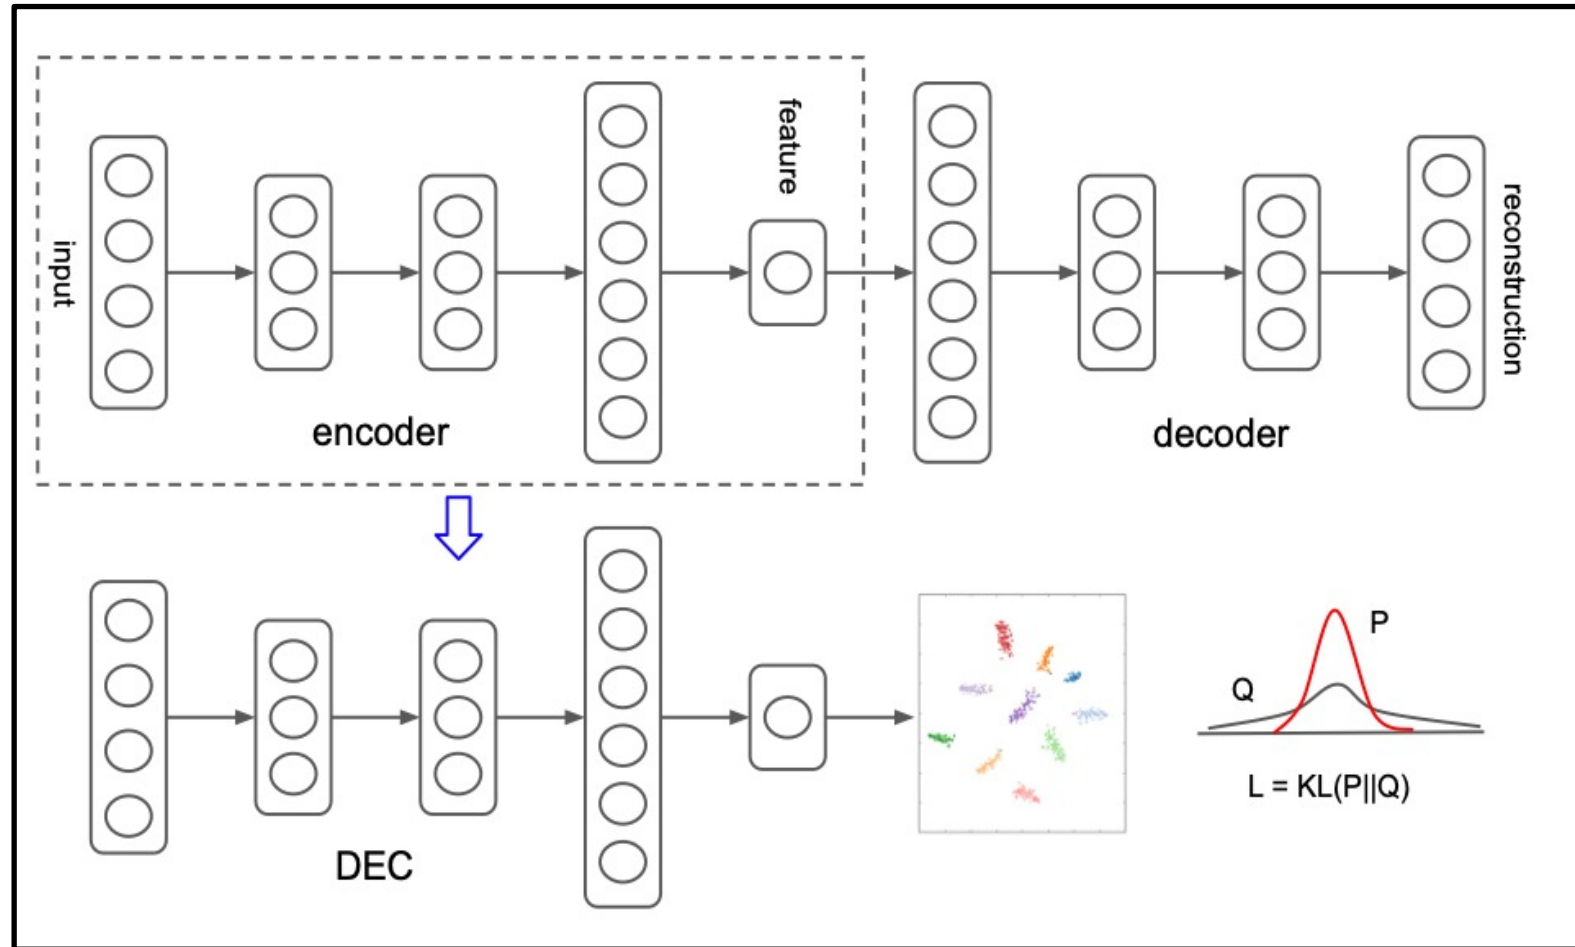 input
feature
reconstruction
encoder
decoder
P
Q
L = KL(P||Q)
DEC